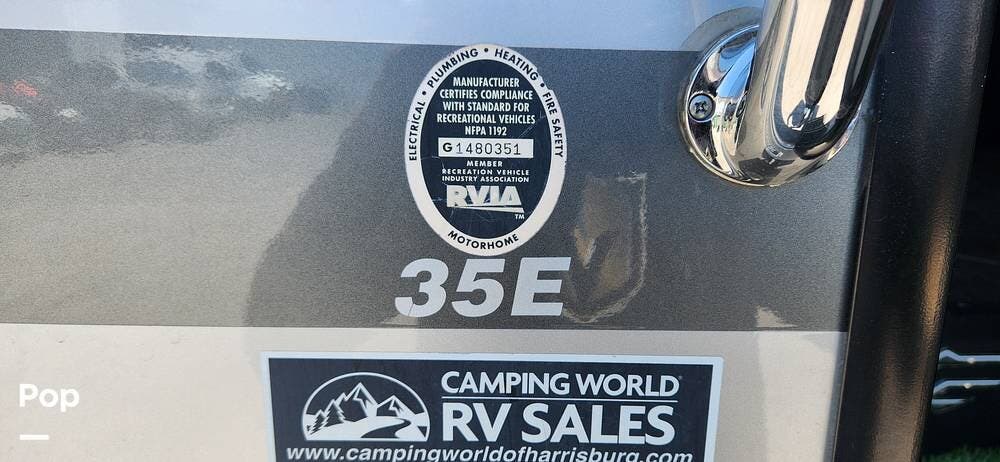 ELECTRICAL • PLUMBING • HEATING • FIRE SAFETY
MANUFACTURER
CERTIFIES COMPLIANCE
WITH STANDARD FOR
RECREATIONAL VEHICLES
NFPA 1192
G1480351
MEMBER
RECREATION VEHICLE
INDUSTRY ASSOCIATION
RVIA
TM
MOTORHOME
35E
Pop
CAMPING WORLD
RV SALES
www.campingworldofharrisburg.com